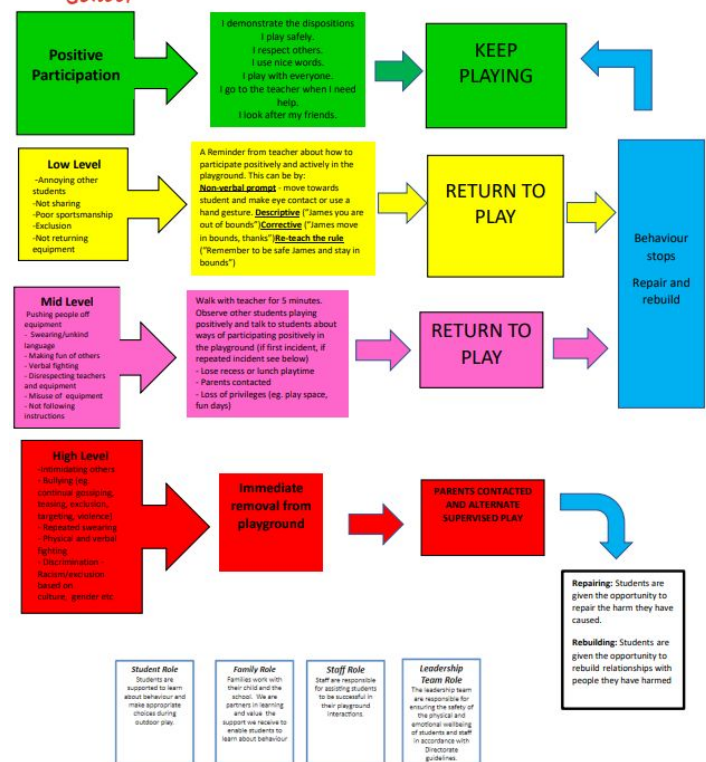 Positive
Participation
I demonstrate the dispositions
I play safely.
I respect others.
I use nice words.
I play with everyone.
I go to the teacher when I need
help.
I look after my friends.
KEEP
PLAYING
Low Level
-Annoying other
students
-Not sharing
-Poor sportsmanship
-Exclusion
-Not returning
equipment
A Reminder from teacher about how to
participate positively and actively in the
playground. This can be by:
Non-verbal prompt - move towards
student and make eye contact or use a
hand gesture. Descriptive ("James you are
out of bounds")Corrective ("James move
in bounds, thanks")Re-teach the rule
("Remember to be safe James and stay in
bounds")
RETURN TO
PLAY
Behaviour
stops
Repair and
rebuild
Mid Level
Pushing people off
equipment
- Swearing/unkind
language
- Making fun of others
- Verbal fighting
- Disrespecting teachers
and equipment
- Misuse of equipment
- Not following
instructions
Walk with teacher for 5 minutes.
Observe other students playing
positively and talk to students about
ways of participating positively in
the playground (if first incident, if
repeated incident see below)
- Lose recess or lunch playtime
- Parents contacted
- Loss of privileges (eg. play space,
fun days)
RETURN TO
PLAY
High Level
-Intimidating others
- Bullying (eg.
continual gossiping,
teasing, exclusion,
targeting, violence)
- Repeated swearing
- Physical and verbal
fighting
- Discrimination -
Racism/exclusion
based on
culture, gender etc
Immediate
removal from
playground
PARENTS CONTACTED
AND ALTERNATE
SUPERVISED PLAY
Repairing: Students are
given the opportunity to
repair the harm they have
caused.
Rebuilding: Students are
given the opportunity to
rebuild relationships with
people they have harmed
Student Role
Students are
supported to learn
about behaviour and
make appropriate
choices during
outdoor play.
Family Role
Families work with
their child and the
school. We are
partners in learning
and value the
support we receive to
enable students to
learn about behaviour
Staff Role
Staff are responsible
for assisting students
to be successful in
their playground
interactions.
Leadership
Team Role
The leadership team
are responsible for
ensuring the safety of
the physical and
emotional wellbeing
of students and staff
in accordance with
Directorate
guidelines.